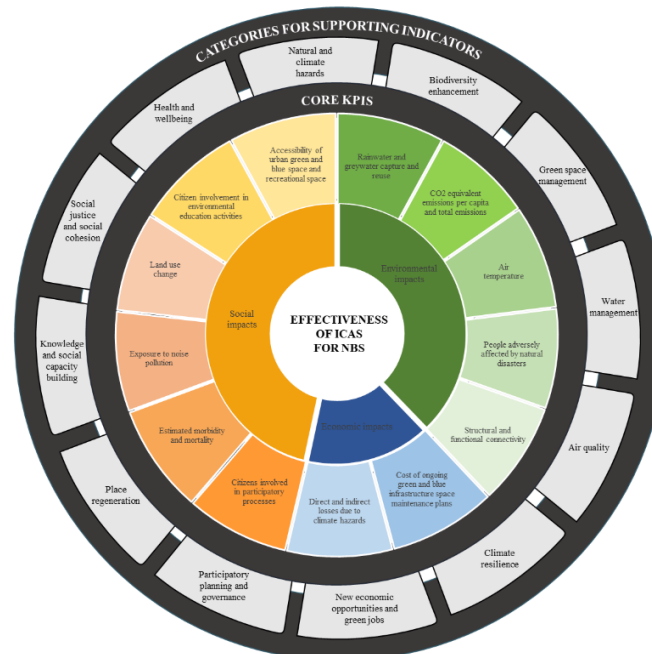 CATEGORIES FOR SUPPORTING INDICATORS
Natural and
climate
hazards
Biodiversity
enhancement
Green space
management
Water
management
Air quality
Climate
resilience
New economic
opportunities and
green jobs
Participatory
planning and
governance
Place
regeneration
Knowledge and
social capacity
building
Social
justice and
social cohesion
Health and
wellbeing
CORE KPIS
Rainwater and
greywater capture and
reuse
CO2 equivalent
emissions per capita
and total emissions
Air
temperature
People adversely
affected by natural
disasters
Structural and
functional connectivity
Cost of ongoing
green and blue
infrastructure space
maintenance plans
Direct and indirect
losses due to
climate hazards
Citizens involved
in participatory
processes
Estimated morbidity
and mortality
Exposure to noise
pollution
Land use
change
Citizen involvement in
environmental
education activities
Accessibility of
urban green and
blue space and
recreational space
Environmental
impacts
Economic impacts
Social
impacts
EFFECTIVENESS
OF ICAS
FOR NBS